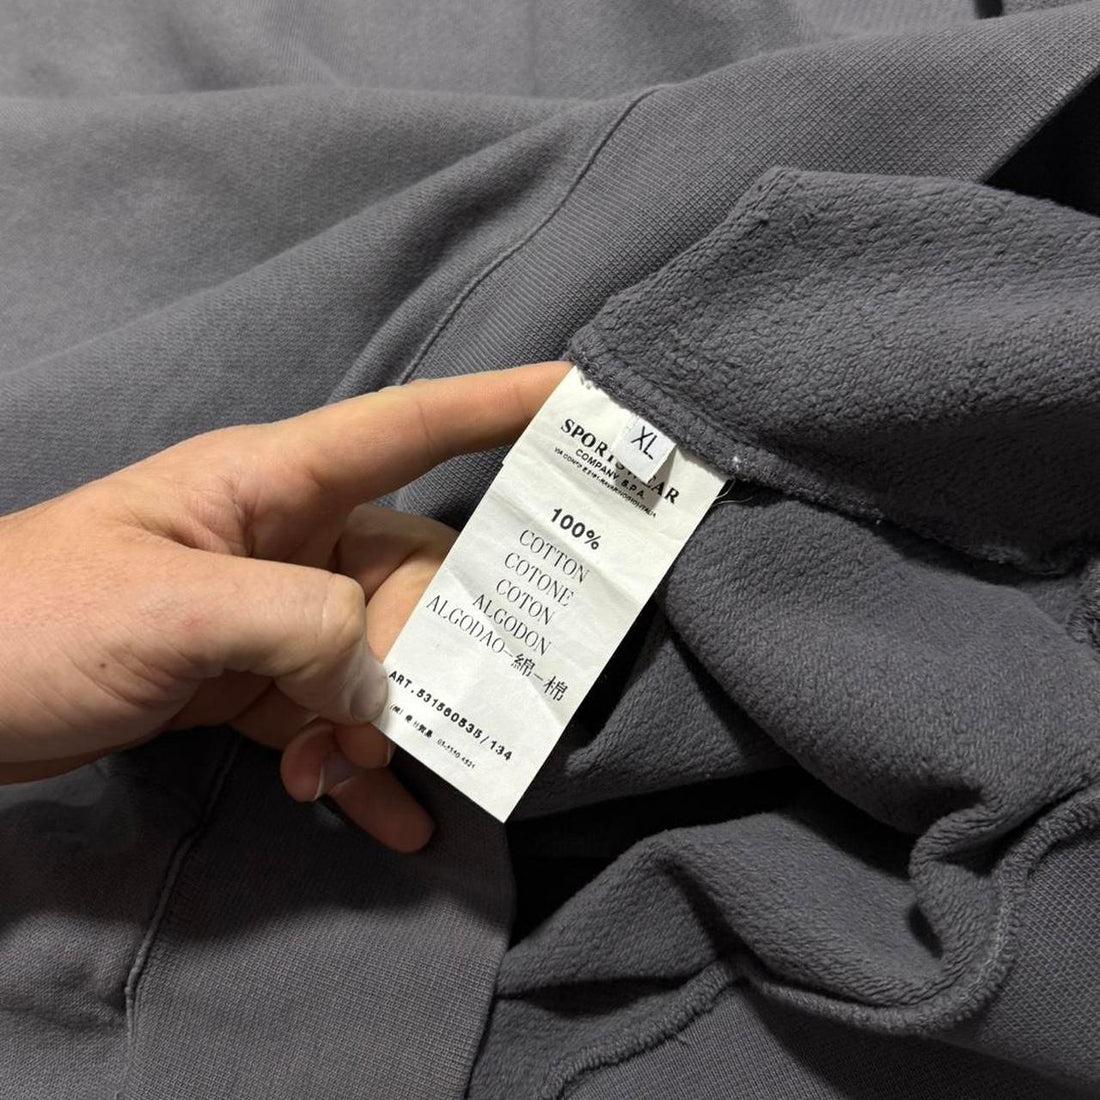 XL
SPORTSWEAR
COMPANY S.P.A.
100%
COTTON
COTONE
COTON
ALGODON
ALGODAO-綿-棉
ART. 531560535/134